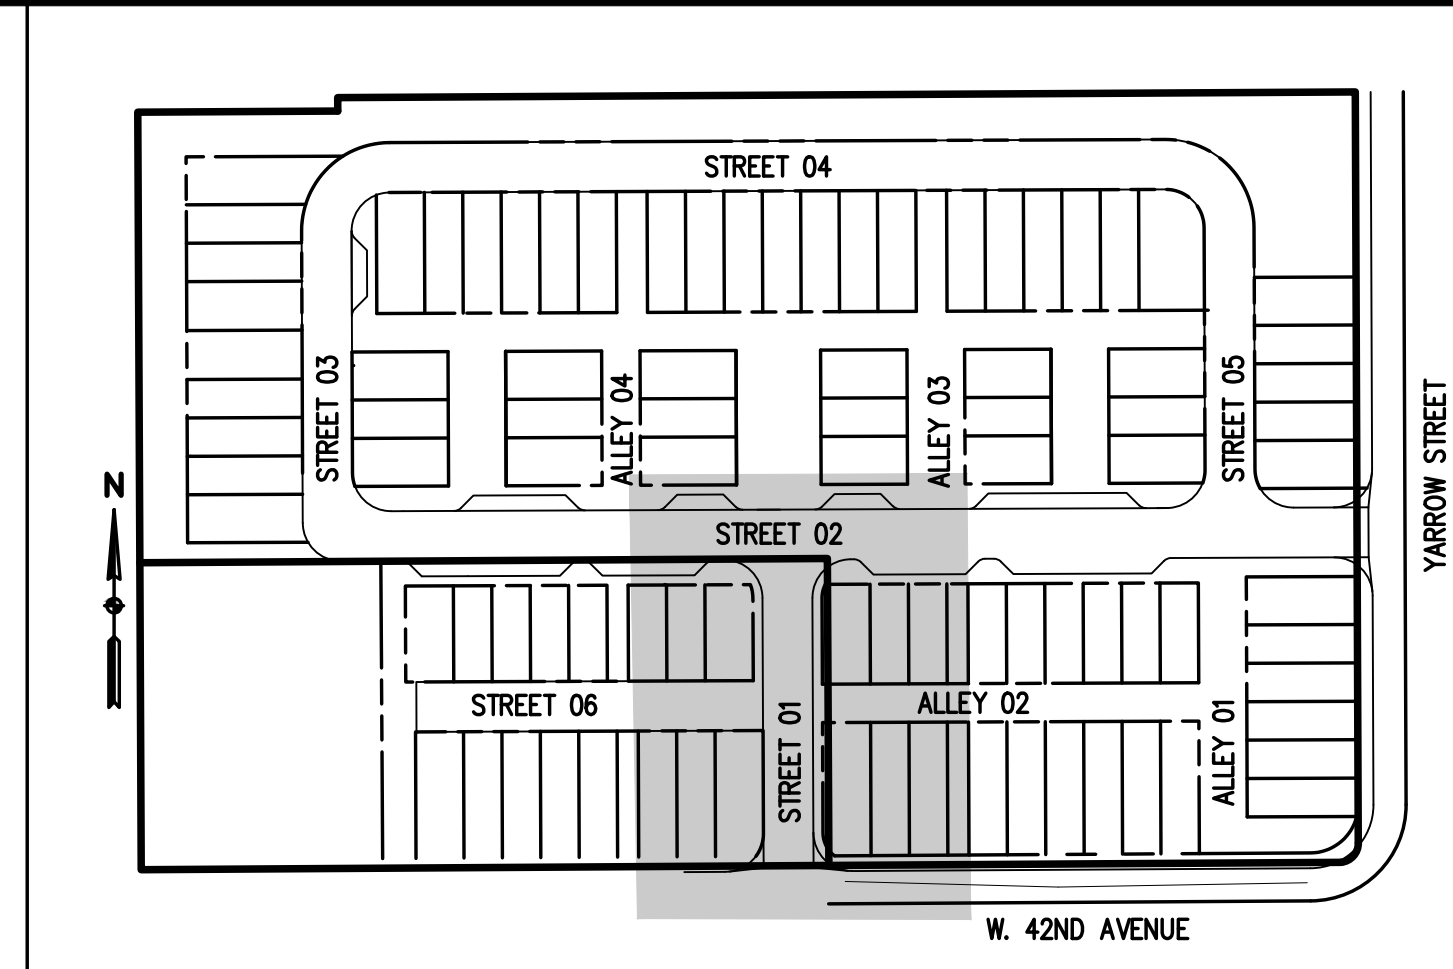 STREET 04
STREET 03
ALLEY 04
ALLEY 03
STREET 05
YARROW STREET
N
STREET 02
STREET 06
STREET 01
ALLEY 02
ALLEY 01
W. 42ND AVENUE